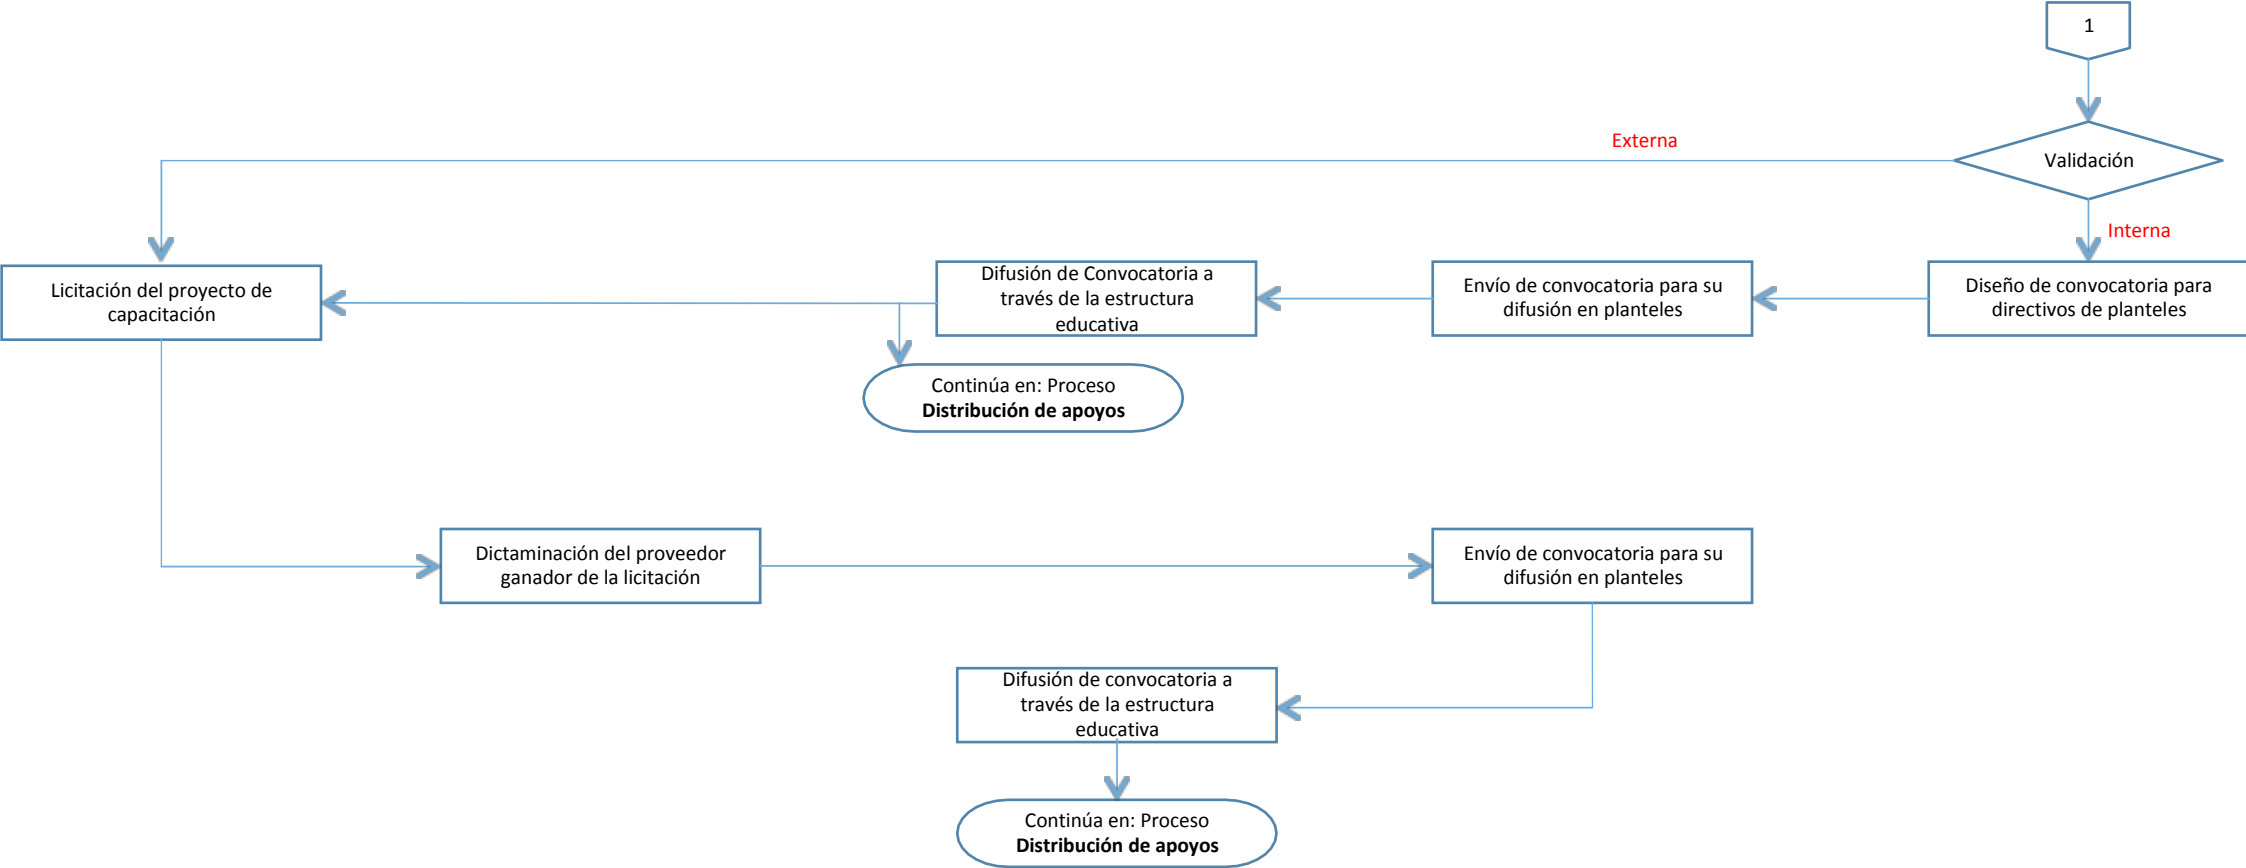 1
Externa
Validación
Interna
Licitación del proyecto de
capacitación
Difusión de Convocatoria a
través de la estructura
educativa
Envío de convocatoria para su
difusión en planteles
Diseño de convocatoria para
directivos de planteles
Continúa en: Proceso
Distribución de apoyos
Dictaminación del proveedor
ganador de la licitación
Envío de convocatoria para su
difusión en planteles
Difusión de convocatoria a
través de la estructura
educativa
Continúa en: Proceso
Distribución de apoyos